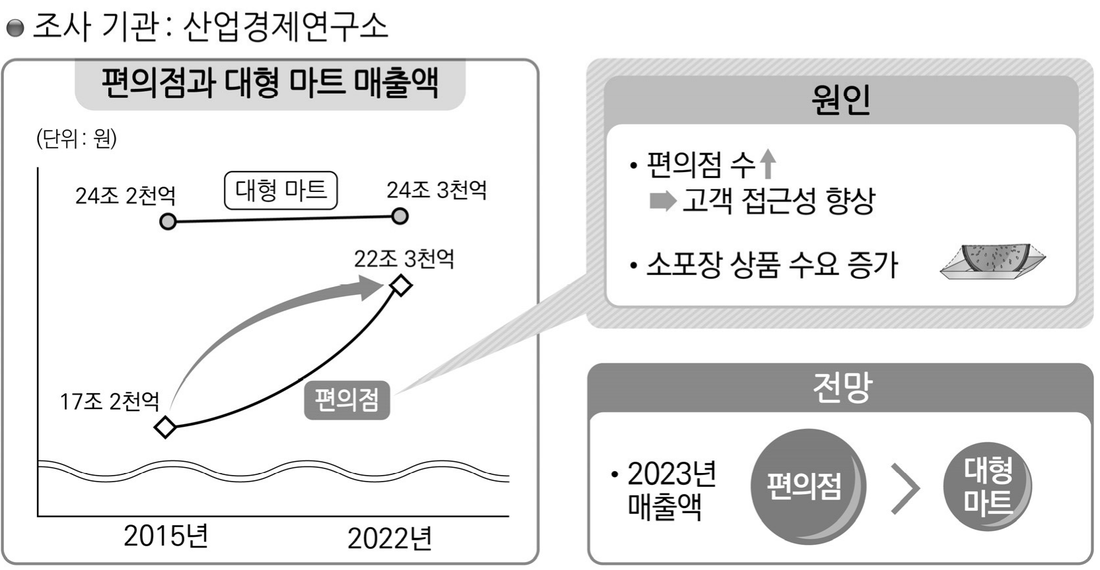 조사 기관 : 산업경제연구소
편의점과 대형 마트 매출액
(단위 : 원)
24조 2천억
대형 마트
24조 3천억
22조 3천억
17조 2천억
편의점
2015년
2022년
원인
• 편의점 수
고객 접근성 향상
• 소포장 상품 수요 증가
전망
• 2023년
매출액
편의점
>
대형
마트